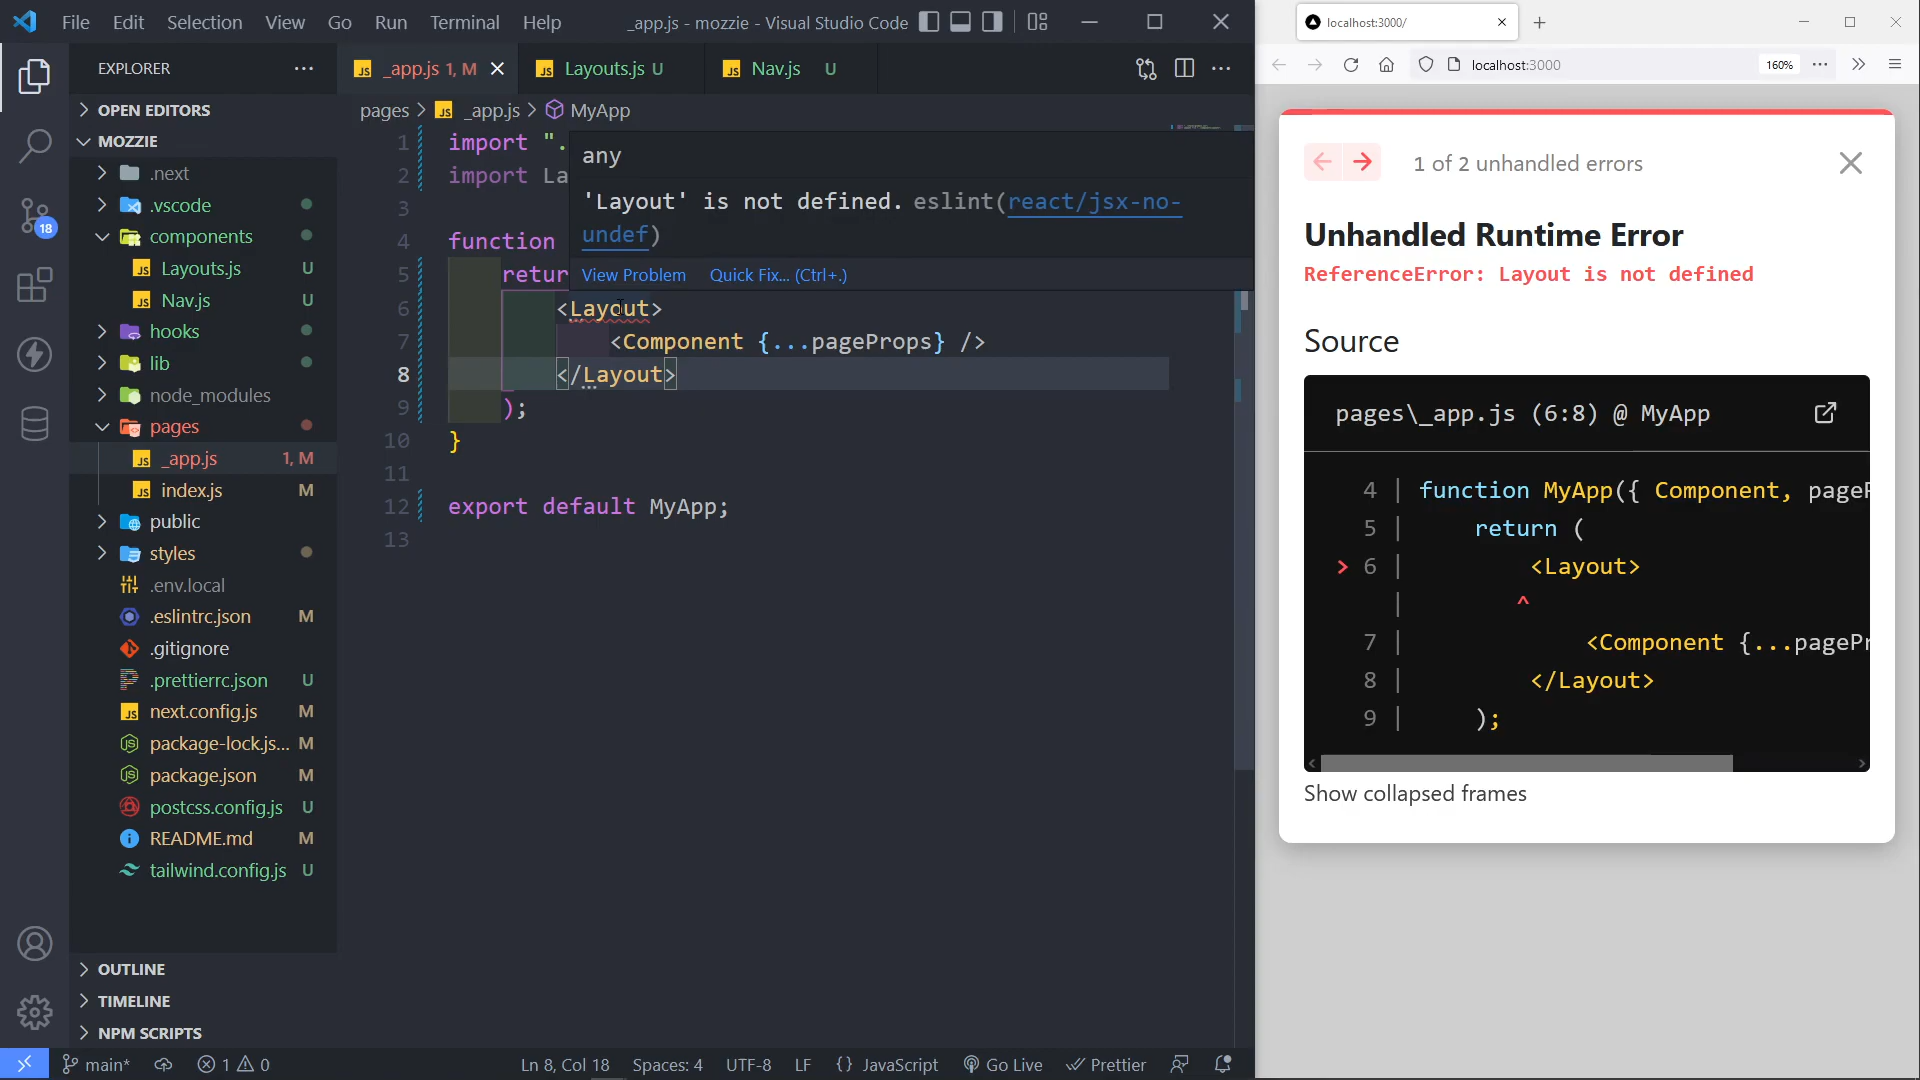 File Edit Selection View Go Run Terminal Help
_app.js - mozzie - Visual Studio Code
EXPLORER
OPEN EDITORS
MOZZIE
.next
.vscode
components
Layouts.js U
Nav.js U
hooks
lib
node_modules
pages
_app.js 1, M
index.js M
public
styles
.env.local
.eslintrc.json M
.gitignore
.prettierrc.json U
next.config.js M
package-lock.js... M
package.json M
postcss.config.js U
README.md M
tailwind.config.js U
OUTLINE
TIMELINE
NPM SCRIPTS
18
_app.js 1, M
Layouts.js U
Nav.js U
pages > _app.js > MyApp
1 import ".
2 import La
3
4 function
5 retur
6 <Layout>
7 <Component {...pageProps} />
8 </Layout>
9 );
10 }
11
12 export default MyApp;
13
any
'Layout' is not defined. eslint(react/jsx-no-
undef)
View Problem Quick Fix... (Ctrl+.)
main* 1 0 Ln 8, Col 18 Spaces: 4 UTF-8 LF {} JavaScript Go Live Prettier
localhost:3000/
localhost:3000 160%
1 of 2 unhandled errors
Unhandled Runtime Error
ReferenceError: Layout is not defined
Source
pages\_app.js (6:8) @ MyApp
4 | function MyApp({ Component, pageP
5 | return (
> 6 | <Layout>
| ^
7 | <Component {...pagePr
8 | </Layout>
9 | );
Show collapsed frames